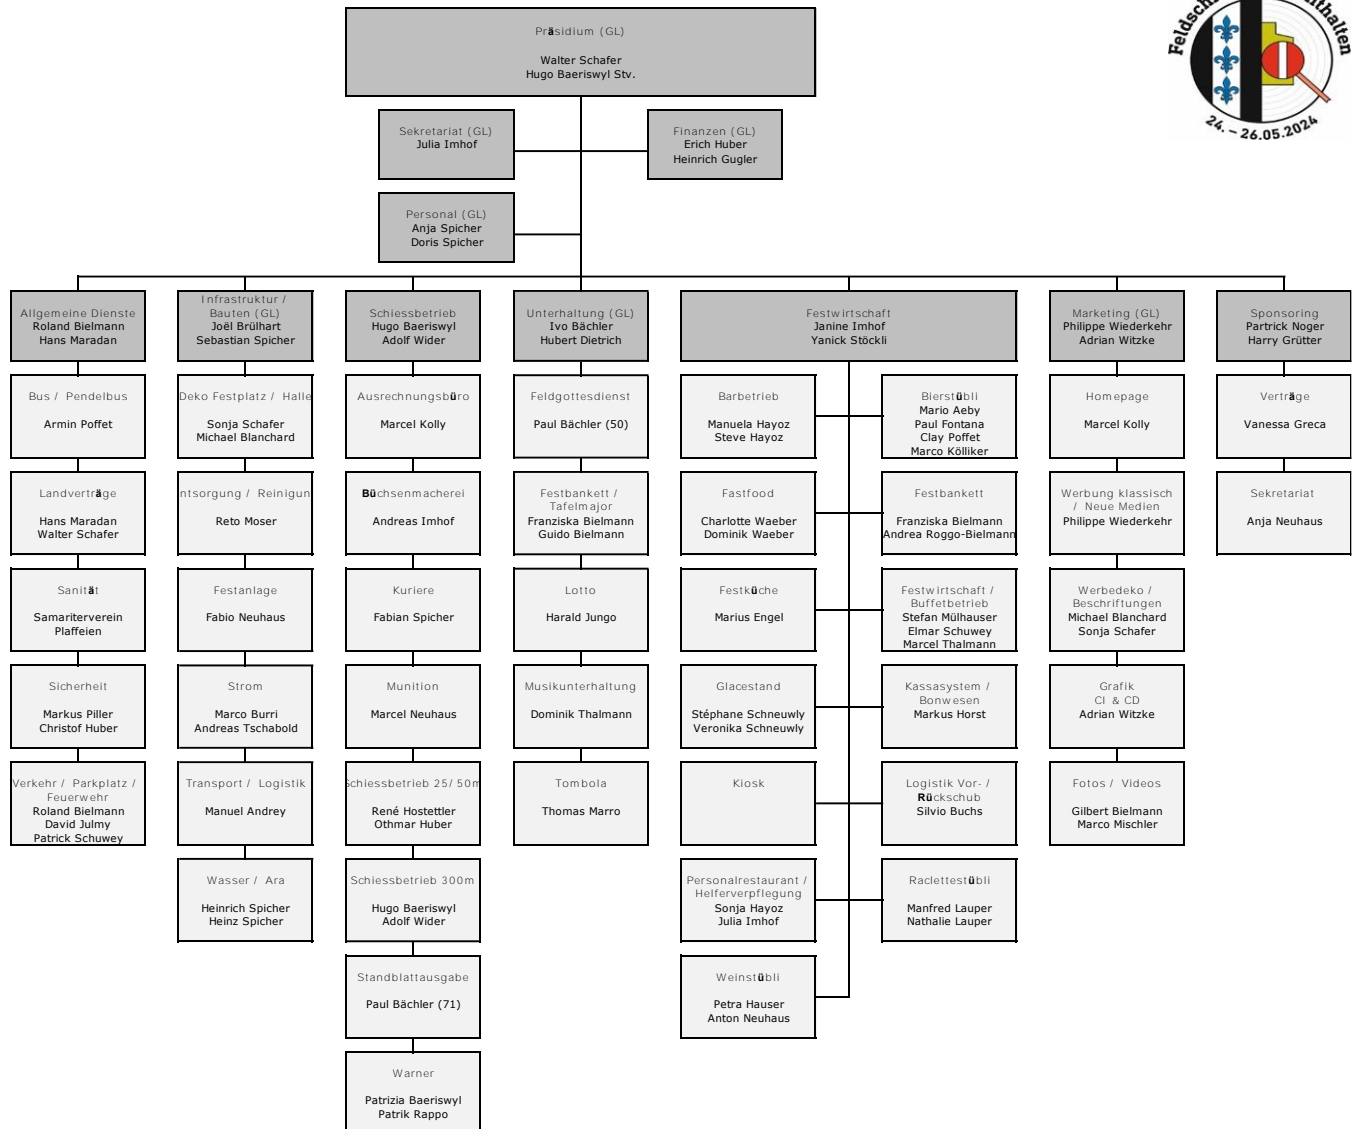 Präsidium (GL)
Walter Schafer
Hugo Baeriswyl Stv.
24. – 26.05.2024
Sekretariat (GL)
Julia Imhof
Finanzen (GL)
Erich Huber
Heinrich Gugler
Personal (GL)
Anja Spicher
Doris Spicher
Allgemeine Dienste
Roland Bielmann
Hans Maradan
Bus / Pendelbus
Armin Poffet
Landverträge
Hans Maradan
Walter Schafer
Sanität
Samariterverein
Plaffeien
Sicherheit
Markus Piller
Christof Huber
Verkehr / Parkplatz /
Feuerwehr
Roland Bielmann
David Julmy
Patrick Schuwey
Infrastruktur /
Bauten (GL)
Joël Brülhart
Sebastian Spicher
Deko Festplatz / Halle
Sonja Schafer
Michael Blanchard
ntsorgung / Reinigun
Reto Moser
Festanlage
Fabio Neuhaus
Strom
Marco Burri
Andreas Tschabold
Transport / Logistik
Manuel Andrey
Wasser / Ara
Heinrich Spicher
Heinz Spicher
Schiessbetrieb
Hugo Baeriswyl
Adolf Wider
Ausrechnungsbüro
Marcel Kolly
Büchsenmacherei
Andreas Imhof
Kuriere
Fabian Spicher
Munition
Marcel Neuhaus
Schiessbetrieb 25/ 50m
René Hostettler
Othmar Huber
Schiessbetrieb 300m
Hugo Baeriswyl
Adolf Wider
Standblattausgabe
Paul Bächler (71)
Warner
Patrizia Baeriswyl
Patrik Rappo
Unterhaltung (GL)
Ivo Bächler
Hubert Dietrich
Feldgottesdienst
Paul Bächler (50)
Festbankett /
Tafelmajor
Franziska Bielmann
Guido Bielmann
Lotto
Harald Jungo
Musikunterhaltung
Dominik Thalmann
Tombola
Thomas Marro
Festwirtschaft
Janine Imhof
Yanick Stöckli
Barbetrieb
Manuela Hayoz
Steve Hayoz
Fastfood
Charlotte Waeber
Dominik Waeber
Festküche
Marius Engel
Glacestand
Stéphane Schneuwly
Veronika Schneuwly
Kiosk
Personalrestaurant /
Helferverpflegung
Sonja Hayoz
Julia Imhof
Weinstübli
Petra Hauser
Anton Neuhaus
Bierstübli
Mario Aeby
Paul Fontana
Clay Poffet
Marco Kölliker
Festbankett
Franziska Bielmann
Andrea Roggo-Bielmann
Festwirtschaft /
Buffetbetrieb
Stefan Mülhauser
Elmar Schuwey
Marcel Thalmann
Kassasystem /
Bonwesen
Markus Horst
Logistik Vor- /
Rückschub
Silvio Buchs
Raclettestübli
Manfred Lauper
Nathalie Lauper
Marketing (GL)
Philippe Wiederkehr
Adrian Witzke
Homepage
Marcel Kolly
Werbung klassisch
/ Neue Medien
Philippe Wiederkehr
Werbedeko /
Beschriftungen
Michael Blanchard
Sonja Schafer
Grafik
CI & CD
Adrian Witzke
Fotos / Videos
Gilbert Bielmann
Marco Mischler
Sponsoring
Partrick Noger
Harry Grütter
Verträge
Vanessa Greca
Sekretariat
Anja Neuhaus